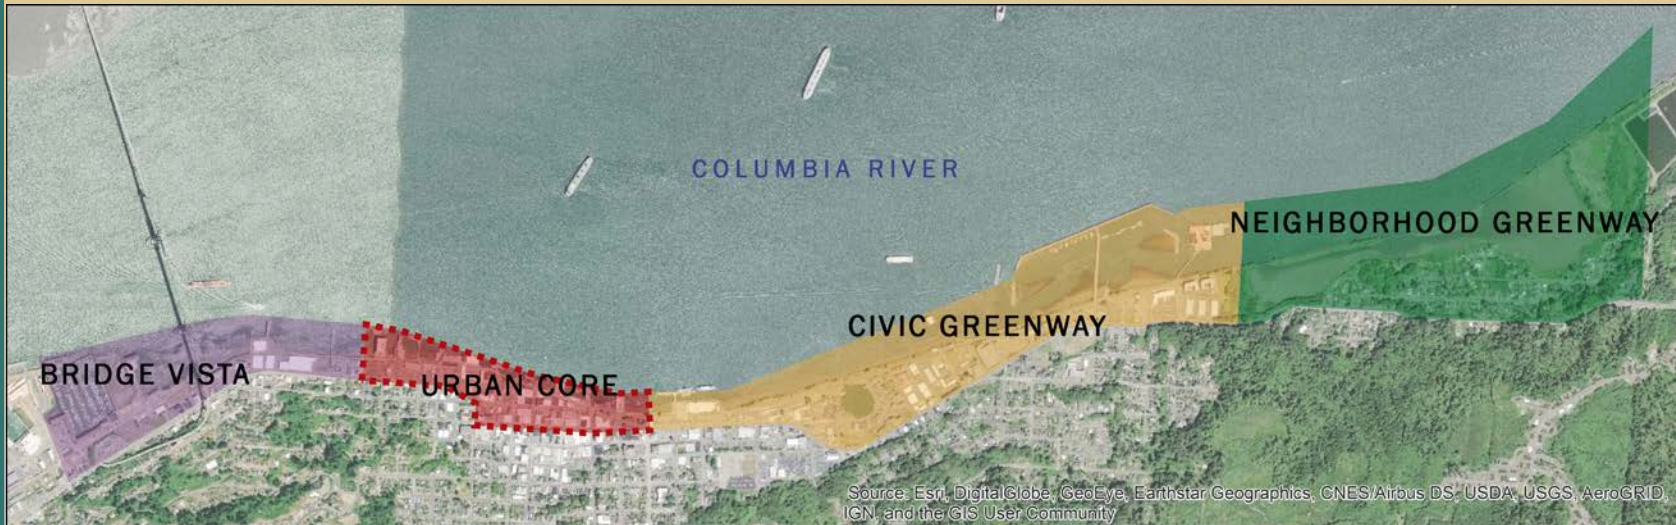 COLUMBIA RIVER
NEIGHBORHOOD GREENWAY
CIVIC GREENWAY
BRIDGE VISTA
URBAN CORE
Source: Esri, DigitalGlobe, GeoEye, Earthstar Geographics, CNES/Airbus DS, USDA, USGS, AeroGRID,
IGN, and the GIS User Community